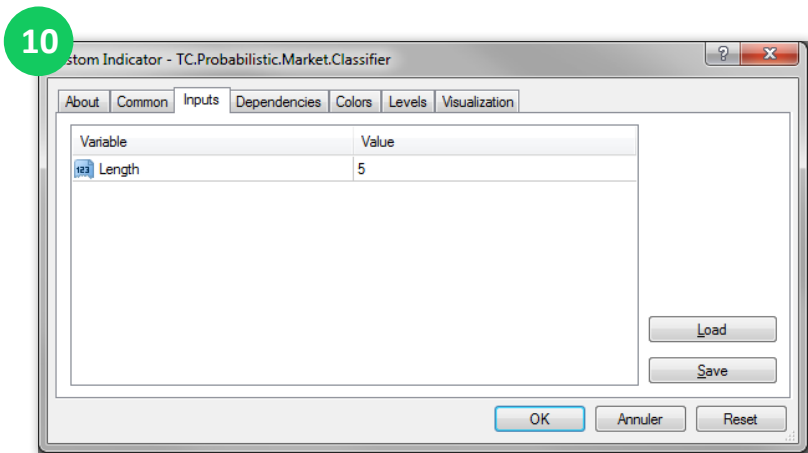 10
stom Indicator - TC.Probabilistic.Market.Classifier
?
X
About Common Inputs Dependencies Colors Levels Visualization
Variable Value
123 Length 5
Load
Save
OK Annuler Reset